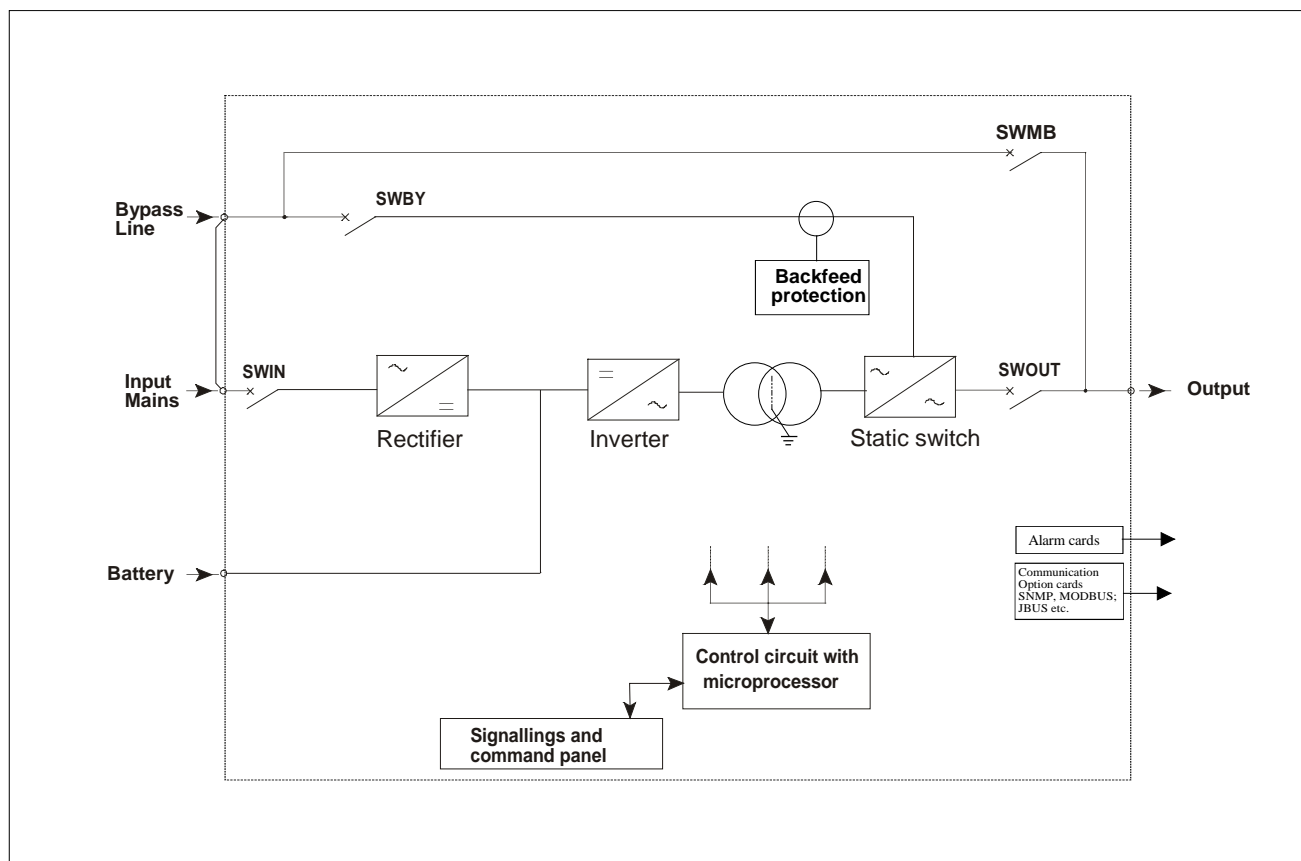 SWMB
SWBY
Bypass
Line
Backfeed
protection
SWIN
SWOUT
Input
Mains
Output
Rectifier
Inverter
Static switch
Alarm cards
Battery
Communication
Option cards
SNMP, MODBUS;
JBUS etc.
Control circuit with
microprocessor
Signallings and
command panel